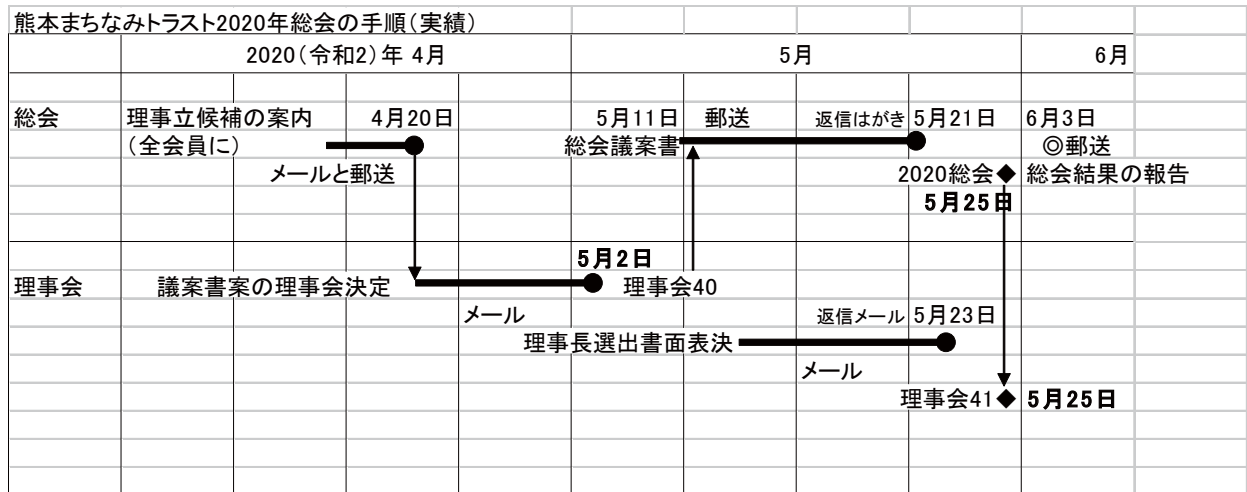 熊本まちなみトラスト2020年総会の手順（実績）
2020（令和2）年 4月 5月 6月
総会 理事立候補の案内 4月20日 5月11日 郵送 返信はがき 5月21日 6月3日
（全会員に） 総会議案書 ◎郵送
メールと郵送 2020総会◆ 総会結果の報告
5月25日
5月2日
理事会 議案書案の理事会決定 理事会40
メール 返信メール 5月23日
理事長選出書面表決
メール
理事会41◆ 5月25日